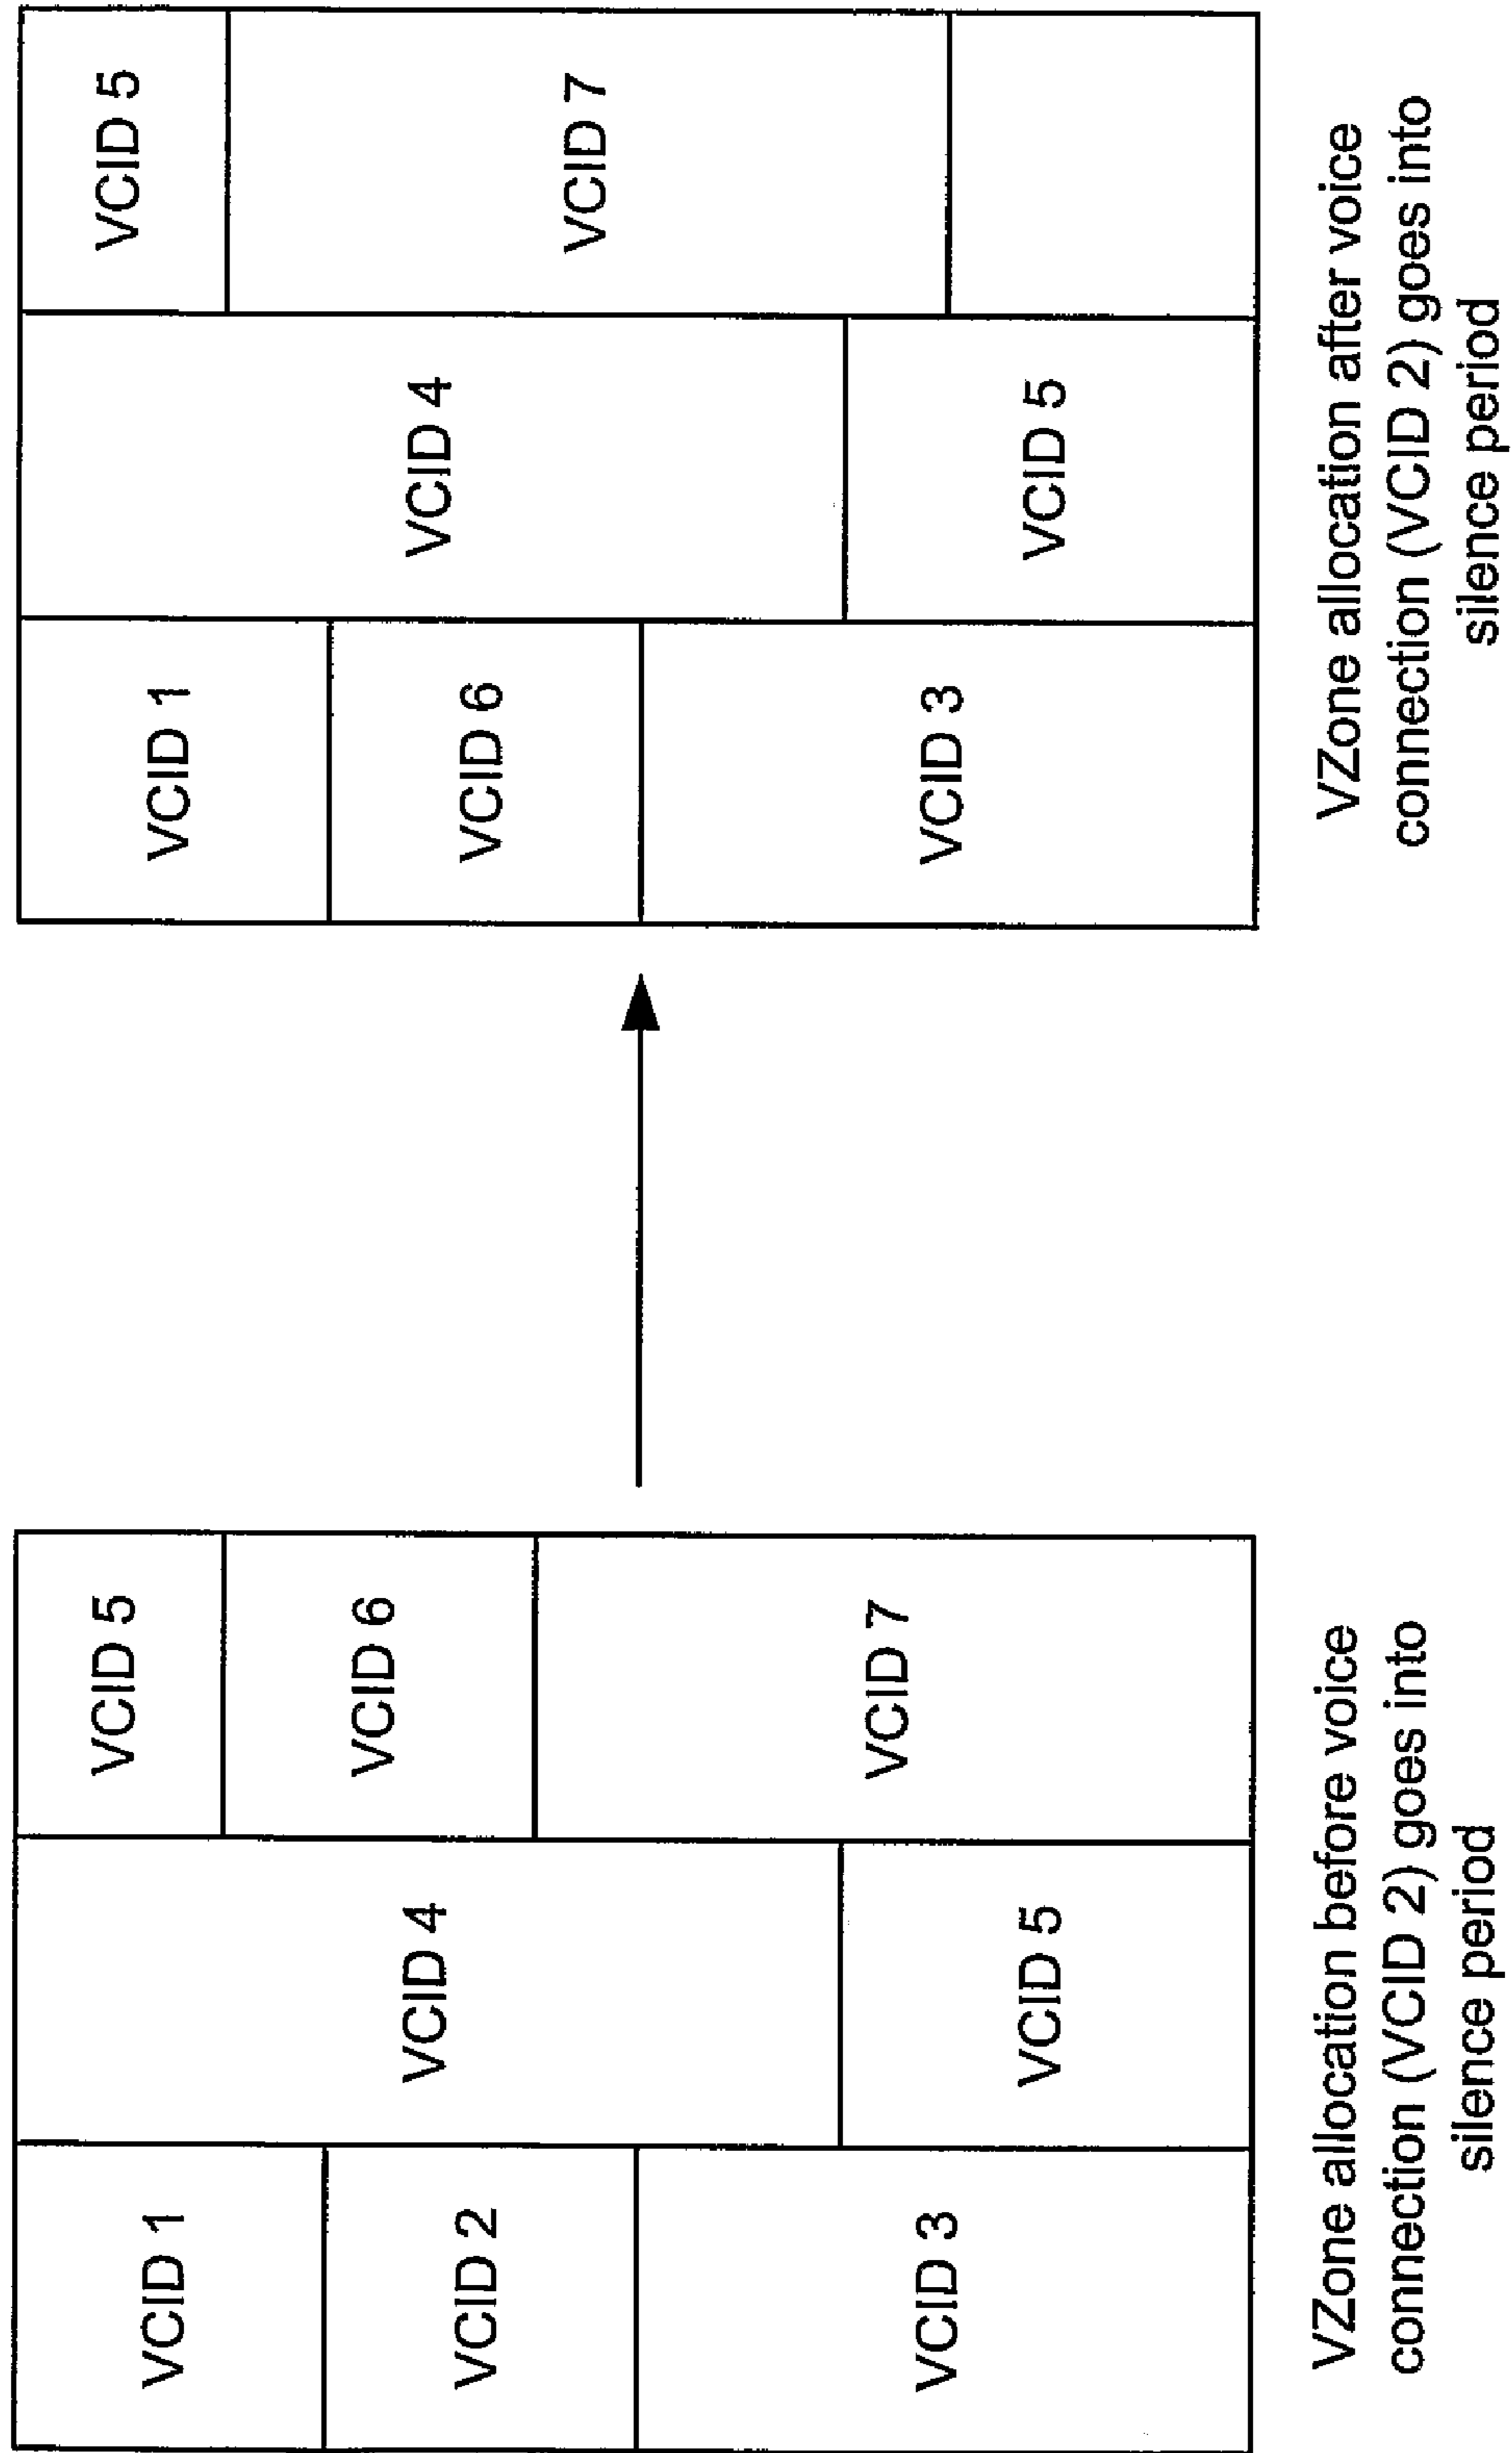 VCID 1
VCID 2
VCID 3
VCID 4
VCID 5
VCID 5
VCID 6
VCID 7
VZone allocation before voice
connection (VCID 2) goes into
silence period
VCID 1
VCID 6
VCID 3
VCID 4
VCID 5
VCID 5
VCID 7
VZone allocation after voice
connection (VCID 2) goes into
silence period